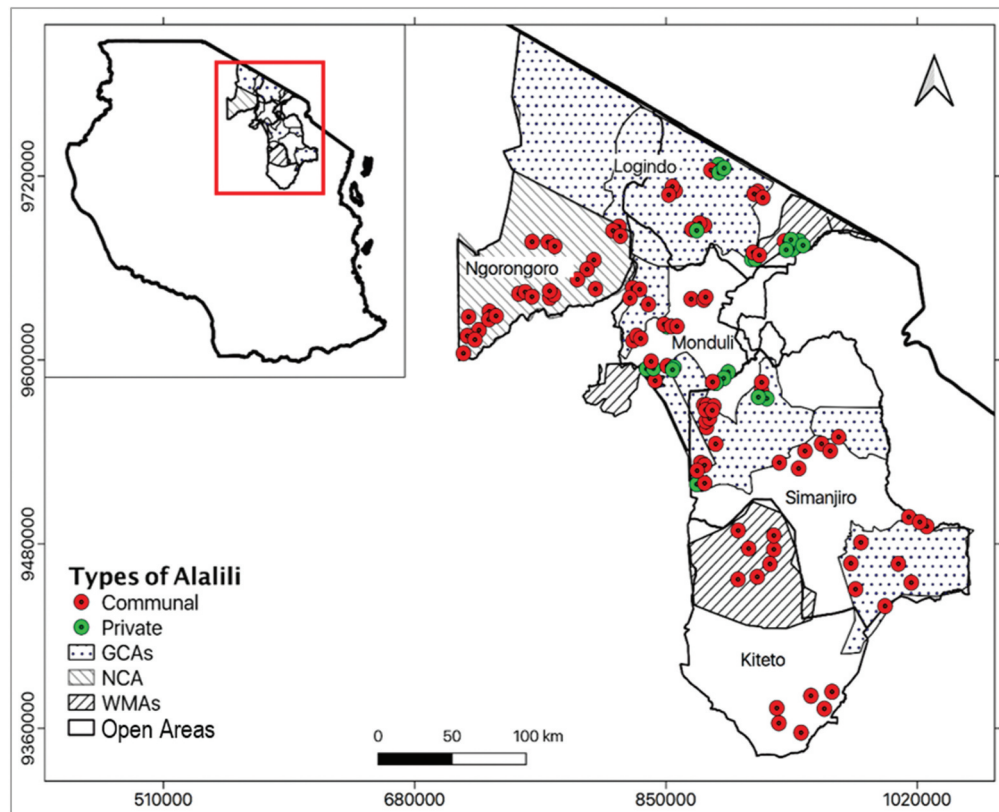 9720000
9600000
9480000
9360000
Logindo
Ngorongoro
Monduli
Simanjiro
Kiteto
Types of Alalili
Communal
Private
GCAs
NCA
WMAs
Open Areas
0 50 100 km
510000 680000 850000 1020000